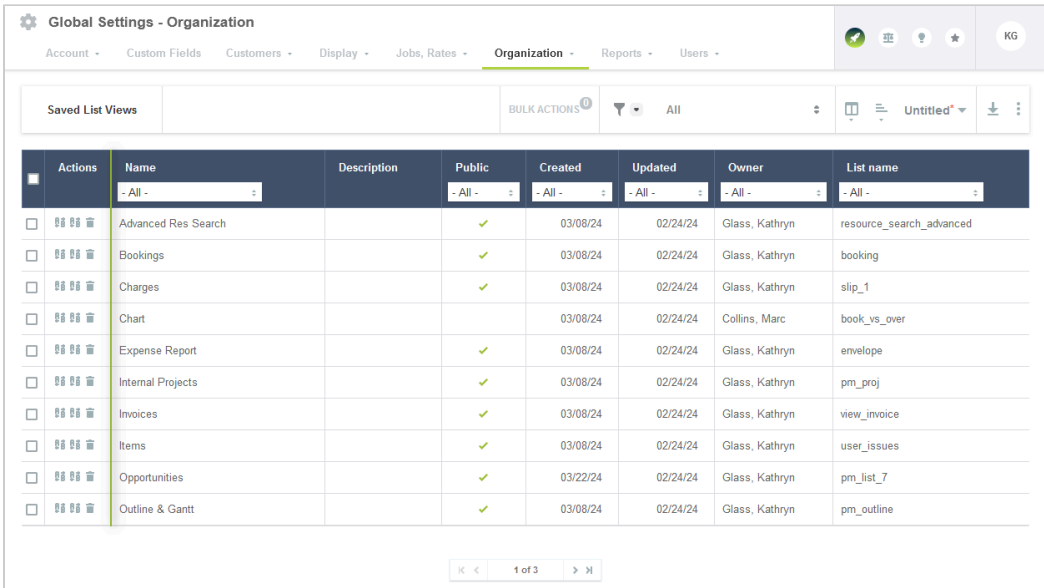 Global Settings - Organization
KG
Account Custom Fields Customers Display Jobs, Rates Organization Reports Users
Saved List Views BULK ACTIONS 0 All Untitled*
Actions Name Description Public Created Updated Owner List name
- All - - All - - All - - All - - All - - All -
Advanced Res Search 03/08/24 02/24/24 Glass, Kathryn resource_search_advanced
Bookings 03/08/24 02/24/24 Glass, Kathryn booking
Charges 03/08/24 02/24/24 Glass, Kathryn slip_1
Chart 03/08/24 02/24/24 Collins, Marc book_vs_over
Expense Report 03/08/24 02/24/24 Glass, Kathryn envelope
Internal Projects 03/08/24 02/24/24 Glass, Kathryn pm_proj
Invoices 03/08/24 02/24/24 Glass, Kathryn view_invoice
Items 03/08/24 02/24/24 Glass, Kathryn user_issues
Opportunities 03/22/24 02/24/24 Glass, Kathryn pm_list_7
Outline & Gantt 03/08/24 02/24/24 Glass, Kathryn pm_outline
1 of 3